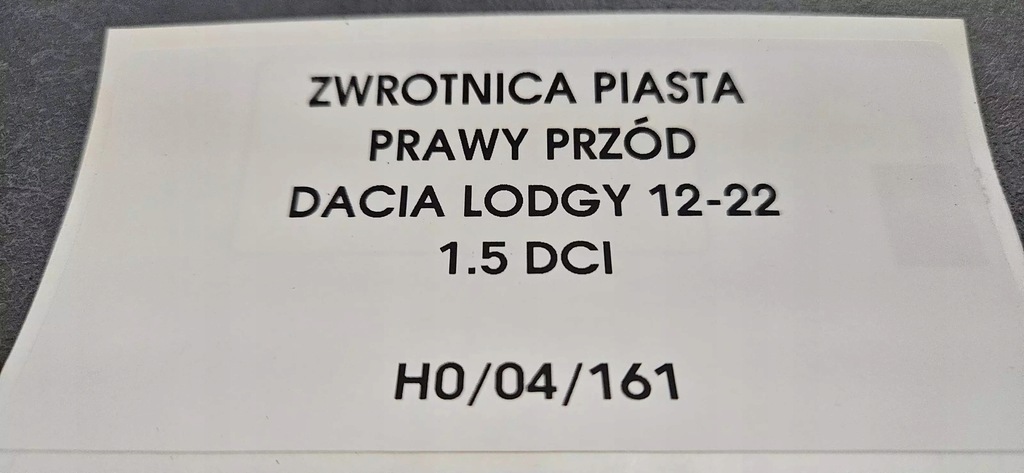 ZWROTNICA PIASTA
PRAWY PRZÓD
DACIA LODGY 12-22
1.5 DCI
H0/04/161